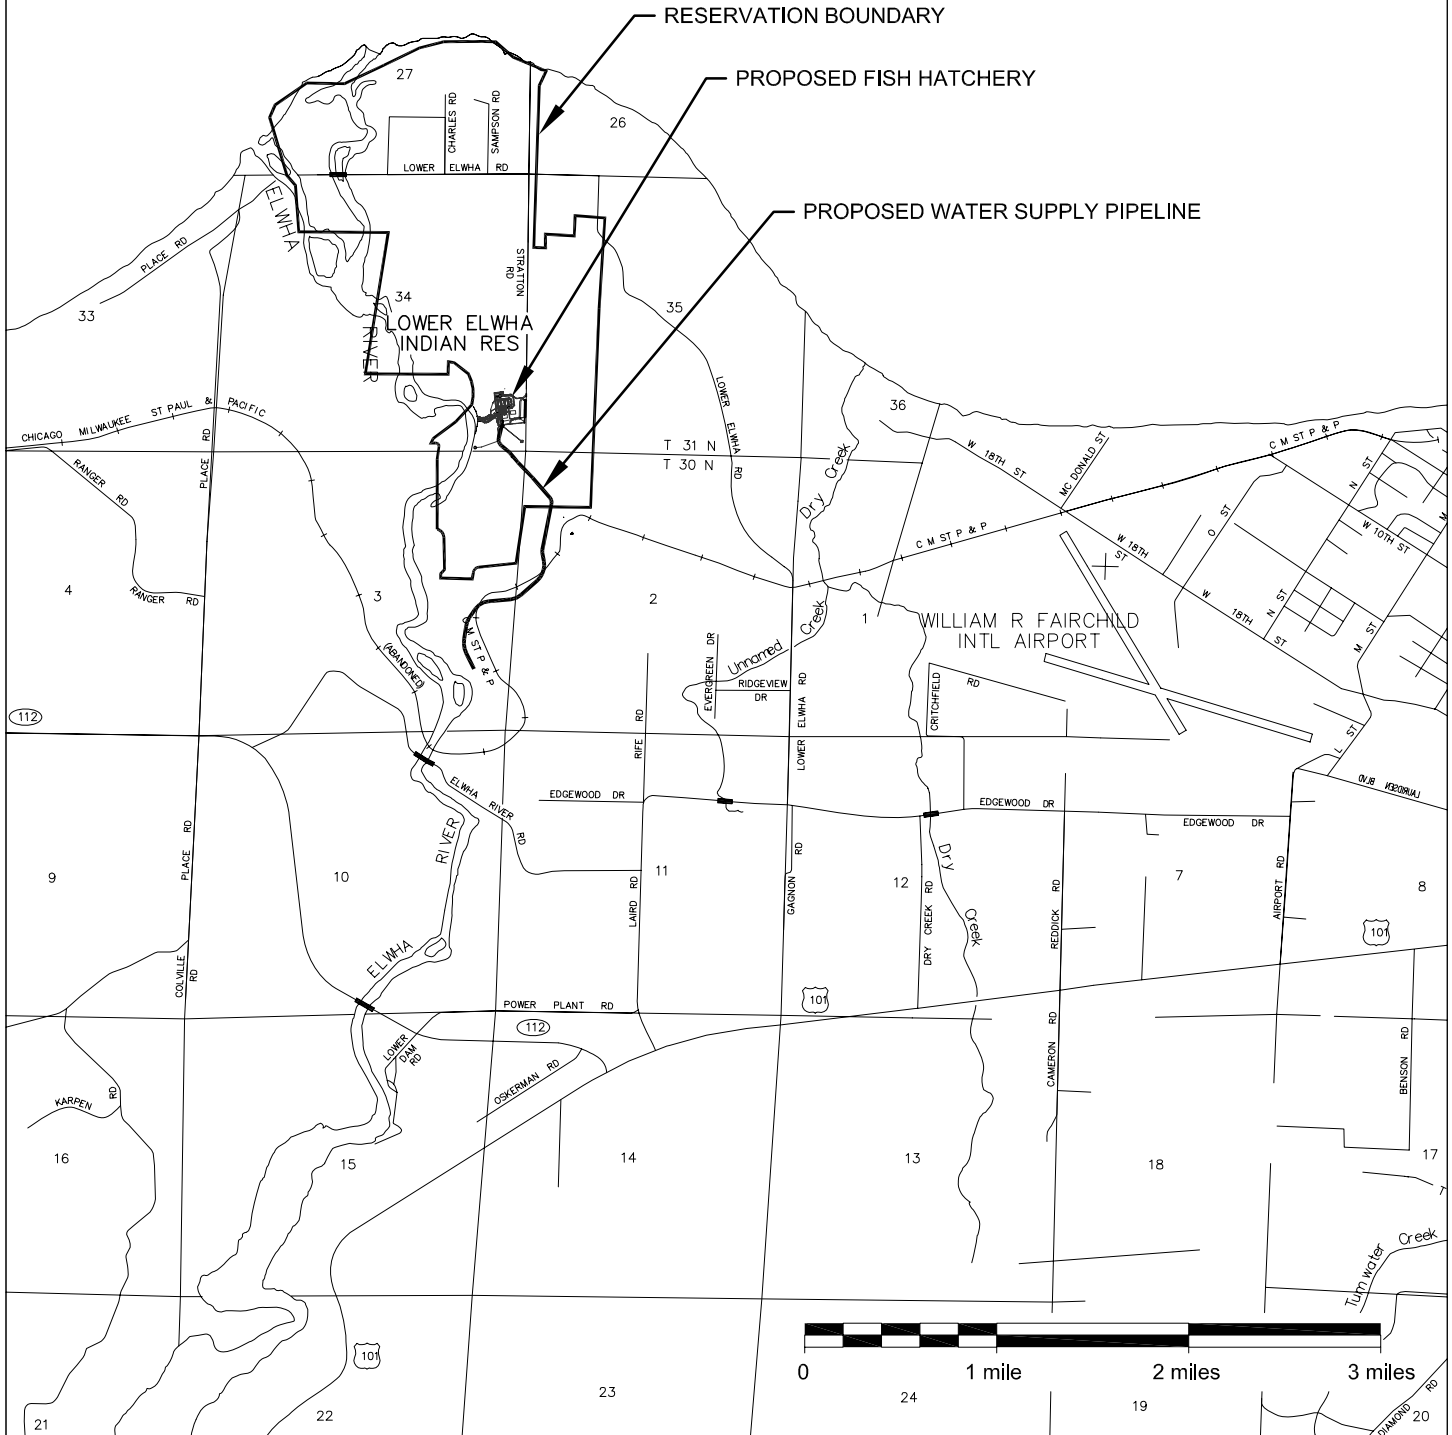 RESERVATION BOUNDARY
PROPOSED FISH HATCHERY
27
CHARLES RD
SAMPSON RD
26
LOWER ELWHA RD
PROPOSED WATER SUPPLY PIPELINE
ELWHA
PLACE RD
STRATTON
RD
34
35
33
LOWER ELWHA
INDIAN RES
RIVER
LOWER ELWHA RD
36
CHICAGO MILWAUKEE ST PAUL & PACIFIC
PLACE RD
RANGER RD
T 31 N
T 30 N
Dry Creek
W 18TH ST
MC DONALD ST
C M ST P & P
N ST
M
O ST
W 10TH ST
C M ST P & P
W 18TH
ST
4
RANGER RD
3
2
1
Creek
Unnamed
WILLIAM R FAIRCHILD
INTL AIRPORT
W 18TH ST
N ST
M ST
C M ST P & P
(ABANDONED)
EVERGREEN DR
RIDGEVIEW
DR
LOWER ELWHA RD
CRITCHFIELD
RD
112
RIFE RD
L ST
LAURIDSEN BLVD
ELWHA RIVER RD
EDGEWOOD DR
EDGEWOOD DR
EDGEWOOD DR
PLACE RD
RIVER
9
10
11
GAGNON RD
LAIRD RD
12
DRY CREEK RD
Dry
Creek
REDDICK RD
7
AIRPORT RD
8
101
COLVILLE
RD
ELWHA
POWER PLANT RD
112
101
LOWER
DAM
RD
OSKERMAN RD
CAMERON RD
BENSON RD
KARPEN RD
16
15
14
13
18
17
T
Tumwater Creek
101
0
1 mile
2 miles
3 miles
21
22
23
24
19
DIAMOND RD
20